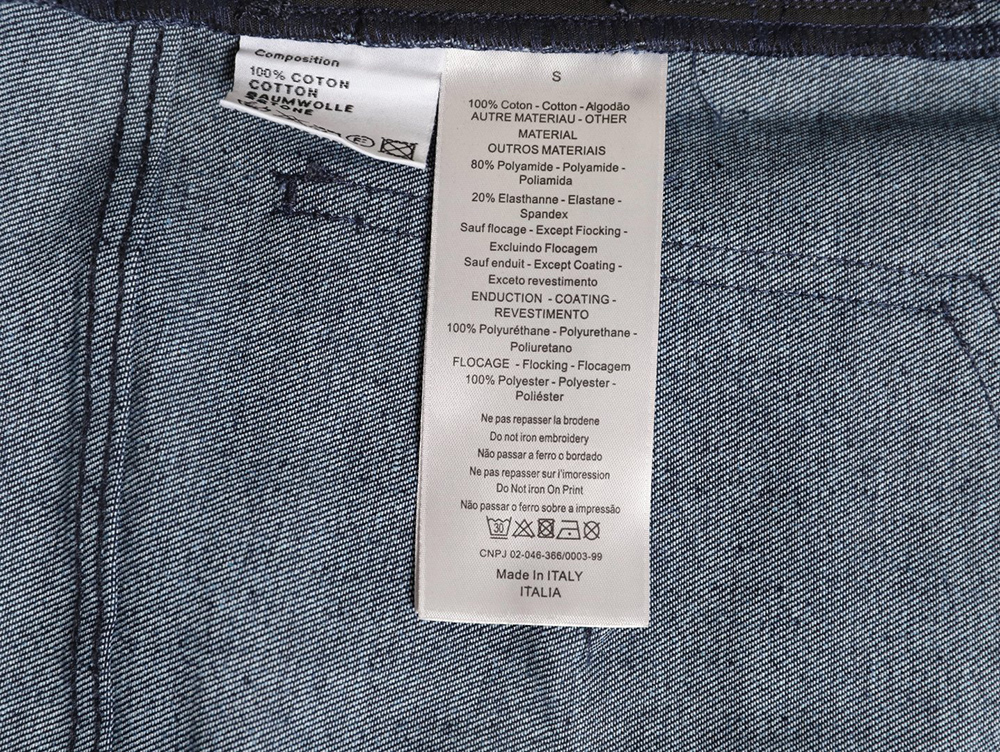 Composition
100% COTON
COTTON
BAUMWOLLE
S
100% Coton - Cotton - Algodão
AUTRE MATERIAU - OTHER
MATERIAL
OUTROS MATERIAIS
80% Polyamide - Polyamide -
Poliamida
20% Elasthanne - Elastane -
Spandex
Sauf flocage - Except Fiocking -
Excluindo Flocagem
Sauf enduit - Except Coating -
Exceto revestimento
ENDUCTION - COATING -
REVESTIMENTO
100% Polyuréthane - Polyurethane -
Poliuretano
FLOCAGE - Flocking - Flocagem
100% Polyester - Polyester -
Poliéster
Ne pas repasser la brodene
Do not iron embroidery
Não passar a ferro o bordado
Ne pas repasser sur i'imoression
Do Not iron On Print
Não passar o ferro sobre a impressão
30
CNPJ 02-046-366/0003-99
Made In ITALY
ITALIA